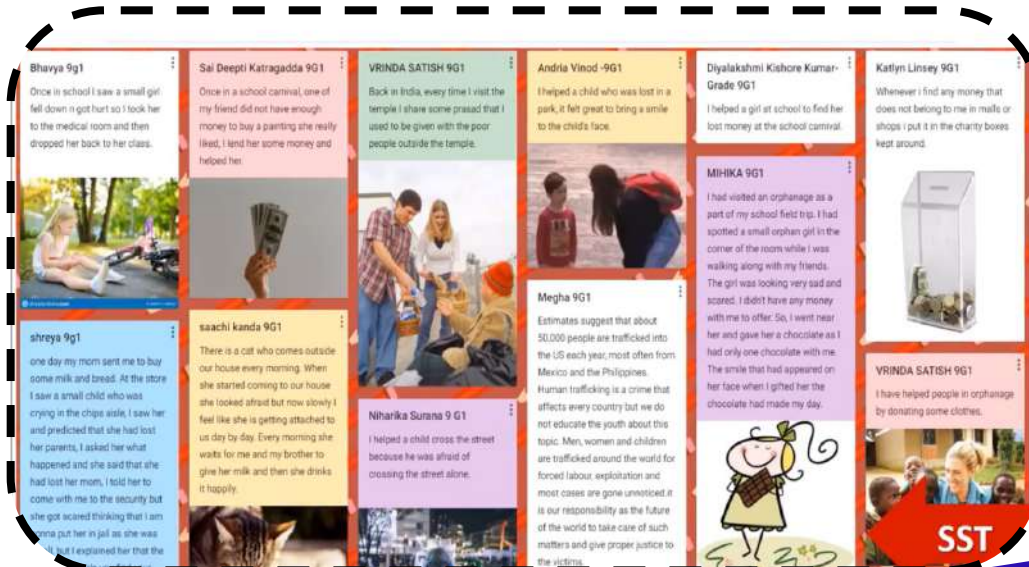 Bhavya 9g1
Once in school I saw a small girl
fell down n got hurt so I took her
to the medical room and then
dropped her back to her class.
shreya 9g1
one day my mom sent me to buy
some milk and bread. At the store
I saw a small child who was
crying in the chips aisle, I saw her
and predicted that she had lost
her parents, I asked her what
happened and she said that she
had lost her mom, I told her to
come with me to the security but
she got scared thinking that I am
gonna put her in jail as she was
but I explained her that the
Sai Deepti Katragadda 9G1
Once in a school carnival, one of
my friend did not have enough
money to buy a painting she really
liked, I lend her some money and
helped her.
saachi kanda 9G1
There is a cat who comes outside
our house every morning. When
she started coming to our house
she looked afraid but now slowly I
feel like she is getting attached to
us day by day. Every morning she
waits for me and my brother to
give her milk and then she drinks
it happily.
VRINDA SATISH 9G1
Back in India, every time I visit the
temple I share some prasad that I
used to be given with the poor
people outside the temple.
Niharika Surana 9 G1
I helped a child cross the street
because he was afraid of
crossing the street alone.
Andria Vinod -9G1
I helped a child who was lost in a
park, it felt great to bring a smile
to the child's face.
Megha 9G1
Estimates suggest that about
50,000 people are trafficked into
the US each year, most often from
Mexico and the Philippines.
Human trafficking is a crime that
affects every country but we do
not educate the youth about this
topic. Men, women and children
are trafficked around the world for
forced labour, exploitation and
most cases are gone unnoticed.it
is our responsibility as the future
of the world to take care of such
matters and give proper justice to
the victims.
Diyalakshmi Kishore Kumar-
Grade 9G1
I helped a girl at school to find her
lost money at the school carnival.
MIHIKA 9G1
I had visited an orphanage as a
part of my school field trip. I had
spotted a small orphan girl in the
corner of the room while I was
walking along with my friends.
The girl was looking very sad and
scared. I didn't have any money
with me to offer. So, I went near
her and gave her a chocolate as I
had only one chocolate with me.
The smile that had appeared on
her face when I gifted her the
chocolate had made my day.
Katlyn Linsey 9G1
Whenever i find any money that
does not belong to me in malls or
shops i put it in the charity boxes
kept around.
VRINDA SATISH 9G1
I have helped people in orphanage
by donating some clothes.
SST